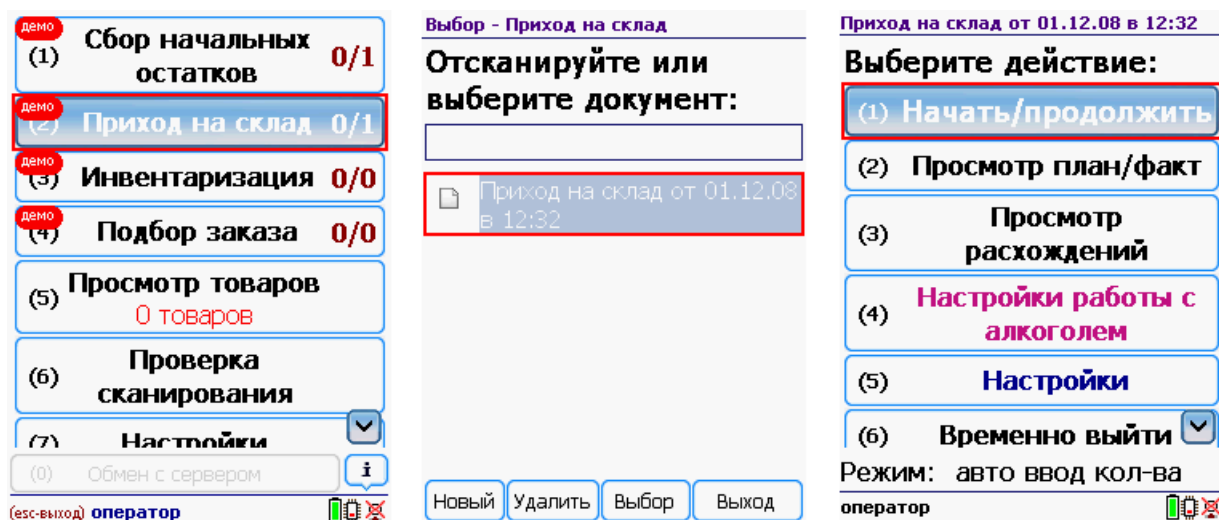 демо
(1) Сбор начальных
остатков 0/1
демо
(2) Приход на склад 0/1
демо
(3) Инвентаризация 0/0
демо
(4) Подбор заказа 0/0
(5) Просмотр товаров
0 товаров
(6) Проверка
сканирования
(7) Настройки
(0) Обмен с сервером i
(esc-выход) оператор
Выбор - Приход на склад
Отсканируйте или
выберите документ:
Приход на склад от 01.12.08
в 12:32
Новый Удалить Выбор Выход
Приход на склад от 01.12.08 в 12:32
Выберите действие:
(1) Начать/продолжить
(2) Просмотр план/факт
(3) Просмотр
расхождений
(4) Настройки работы с
алкоголем
(5) Настройки
(6) Временно выйти
Режим: авто ввод кол-ва
оператор